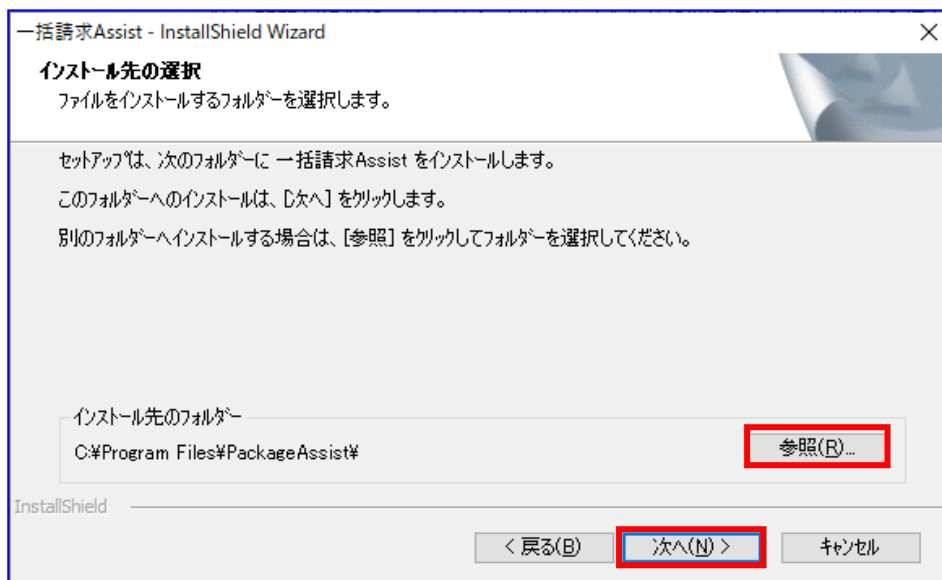 一括請求Assist - InstallShield Wizard
インストール先の選択
ファイルをインストールするフォルダーを選択します。
セットアップは、次のフォルダーに 一括請求Assist をインストールします。
このフォルダーへのインストールは、[次へ] をクリックします。
別のフォルダーへインストールする場合は、[参照] をクリックしてフォルダーを選択してください。
インストール先のフォルダー
C:¥Program Files¥PackageAssist¥
参照(R)...
InstallShield
< 戻る(B)
次へ(N) >
キャンセル